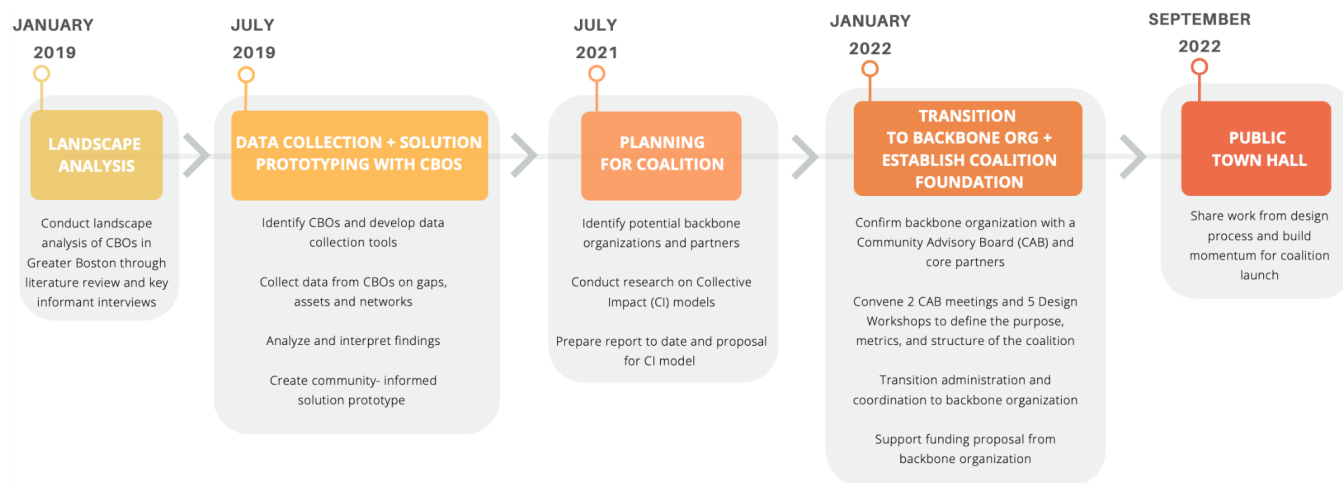 JANUARY
2019
LANDSCAPE
ANALYSIS
Conduct landscape
analysis of CBOs in
Greater Boston through
literature review and key
informant interviews
JULY
2019
DATA COLLECTION + SOLUTION
PROTOTYPING WITH CBOS
Identify CBOs and develop data
collection tools
Collect data from CBOs on gaps,
assets and networks
Analyze and interpret findings
Create community- informed
solution prototype
JULY
2021
PLANNING
FOR COALITION
Identify potential backbone
organizations and partners
Conduct research on Collective
Impact (CI) models
Prepare report to date and proposal
for CI model
JANUARY
2022
TRANSITION
TO BACKBONE ORG +
ESTABLISH COALITION
FOUNDATION
Confirm backbone organization with a
Community Advisory Board (CAB) and
core partners
Convene 2 CAB meetings and 5 Design
Workshops to define the purpose,
metrics, and structure of the coalition
Transition administration and
coordination to backbone organization
Support funding proposal from
backbone organization
SEPTEMBER
2022
PUBLIC
TOWN HALL
Share work from design
process and build
momentum for coalition
launch